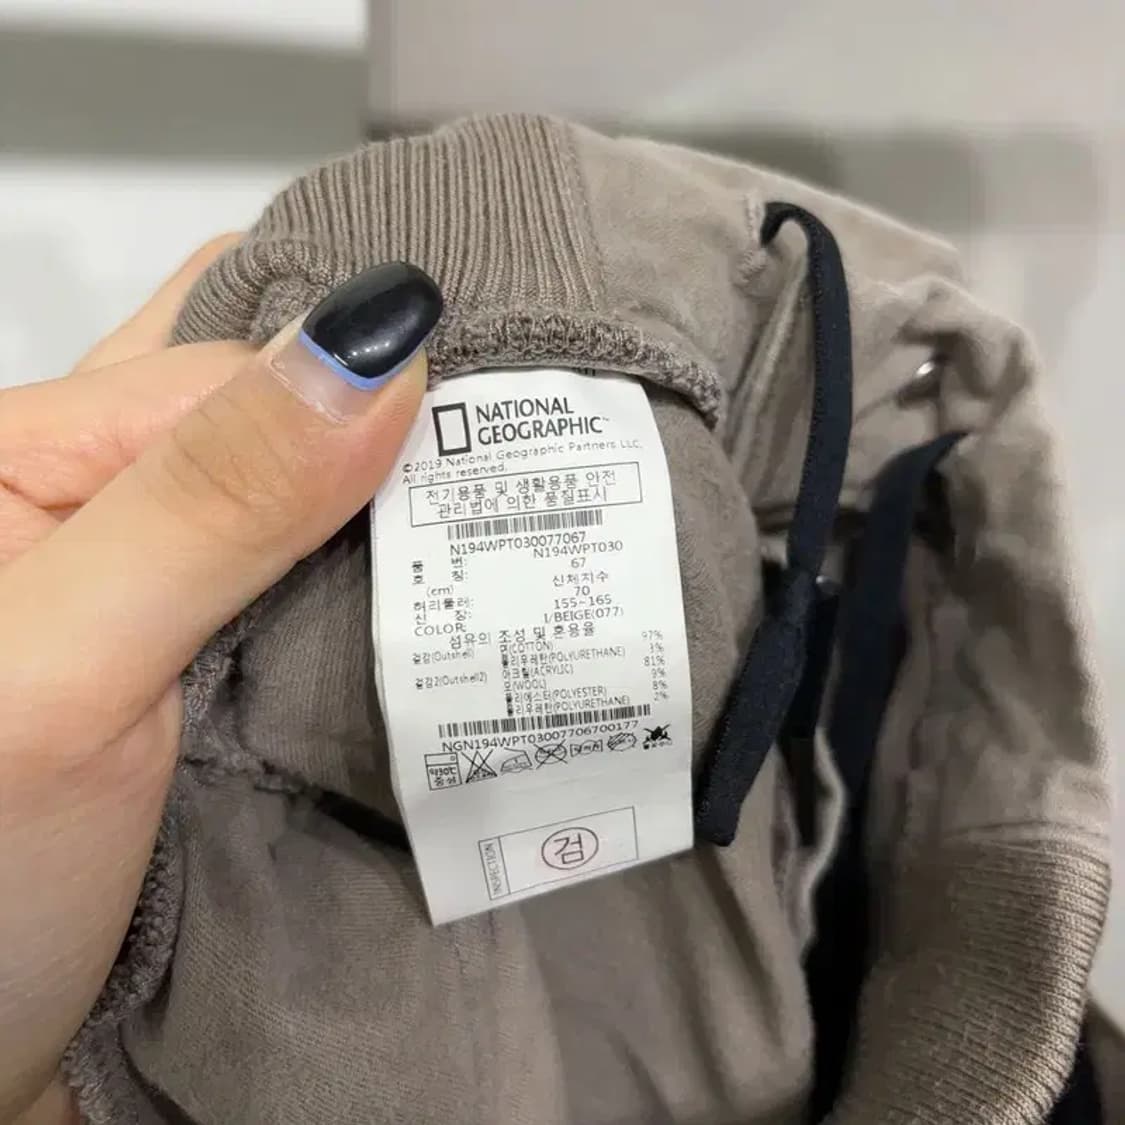 NATIONAL
GEOGRAPHIC™
©2019 National Geographic Partners LLC.
All rights reserved.
전기용품 및 생활용품 안전
관리법에 의한 품질표시
N194WPT030077067
품 번: N194WPT030
호 칭: 67
(cm) 신체치수
허리둘레: 70
신 장: 155~165
COLOR: I/BEIGE(077)
섬유의 조성 및 혼용율
겉감(Outshell) 면(COTTON) 97%
폴리우레탄(POLYURETHANE) 3%
겉감2(Outshell2) 아크릴(ACRYLIC) 81%
모(WOOL) 9%
폴리에스터(POLYESTER) 8%
폴리우레탄(POLYURETHANE) 2%
NGN194WPT03007706700177
약30℃
중성
INSPECTION
검